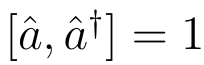 [â, â†] = 1